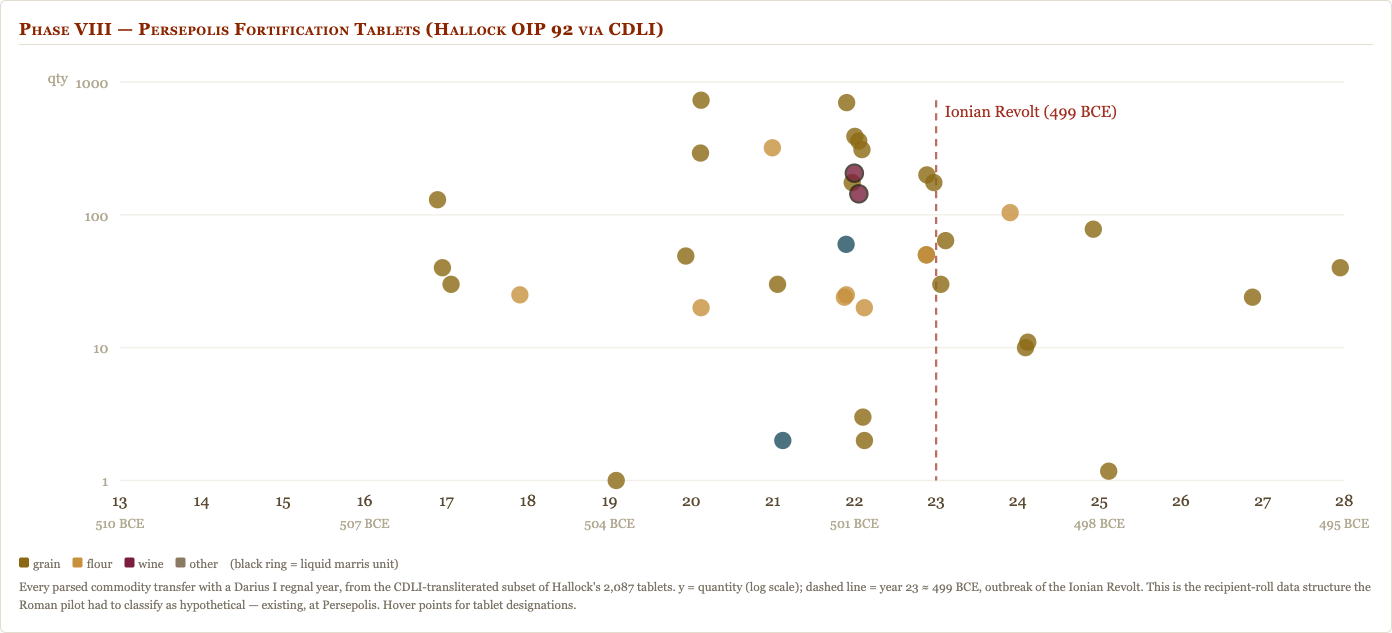 Phase VIII — Persepolis Fortification Tablets (Hallock OIP 92 via CDLI)
qty
1000
Ionian Revolt (499 BCE)
100
10
1
13 14 15 16 17 18 19 20 21 22 23 24 25 26 27 28
510 BCE 507 BCE 504 BCE 501 BCE 498 BCE 495 BCE
grain flour wine other (black ring = liquid marris unit)
Every parsed commodity transfer with a Darius I regnal year, from the CDLI-transliterated subset of Hallock's 2,087 tablets. y = quantity (log scale); dashed line = year 23 ≈ 499 BCE, outbreak of the Ionian Revolt. This is the recipient-roll data structure the
Roman pilot had to classify as hypothetical — existing, at Persepolis. Hover points for tablet designations.